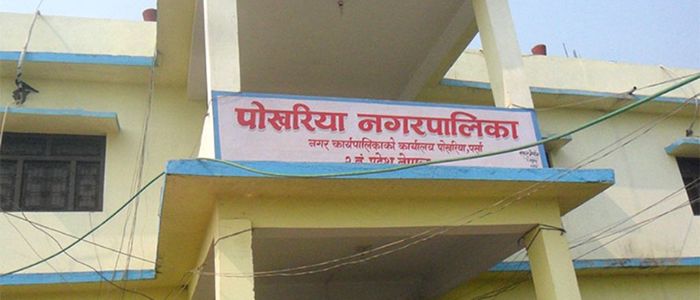 पोखरिया नगरपालिका
नगर कार्यपालिकाको कार्यालय पोखरिया,पर्सा
२ नं. प्रदेश नेपाल